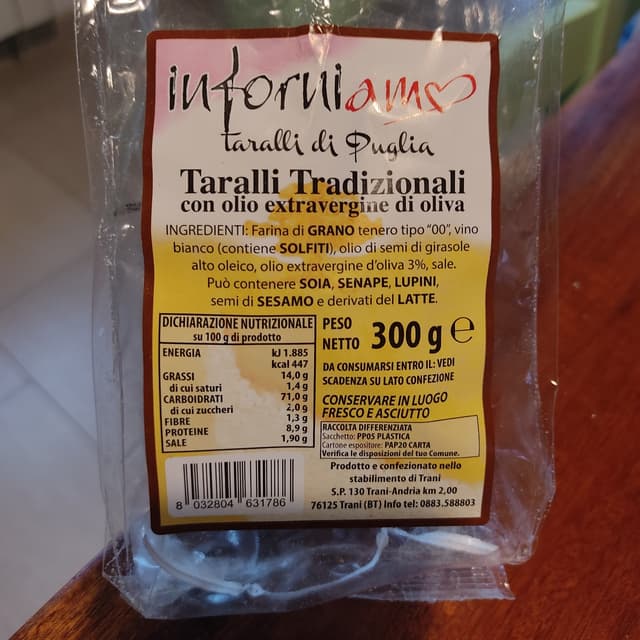 inforniamo
taralli di Puglia
Taralli Tradizionali
con olio extravergine di oliva
INGREDIENTI: Farina di GRANO tenero tipo "00", vino
bianco (contiene SOLFITI), olio di semi di girasole
alto oleico, olio extravergine d'oliva 3%, sale.
Può contenere SOIA, SENAPE, LUPINI,
semi di SESAMO e derivati del LATTE.
DICHIARAZIONE NUTRIZIONALE
su 100 g di prodotto
ENERGIA kJ 1.885
kcal 447
GRASSI 14,0 g
di cui saturi 1,4 g
CARBOIDRATI 71,0 g
di cui zuccheri 2,0 g
FIBRE 1,3 g
PROTEINE 8,9 g
SALE 1,90 g
PESO
NETTO 300 g ℮
DA CONSUMARSI ENTRO IL: VEDI
SCADENZA SU LATO CONFEZIONE
CONSERVARE IN LUOGO
FRESCO E ASCIUTTO
RACCOLTA DIFFERENZIATA
Sacchetto: PP05 PLASTICA
Cartone espositore: PAP20 CARTA
Verifica le disposizioni del tuo Comune.
Prodotto e confezionato nello
stabilimento di Trani
S.P. 130 Trani-Andria km 2,00
76125 Trani (BT) Info tel: 0883.588803
8 032804 631786